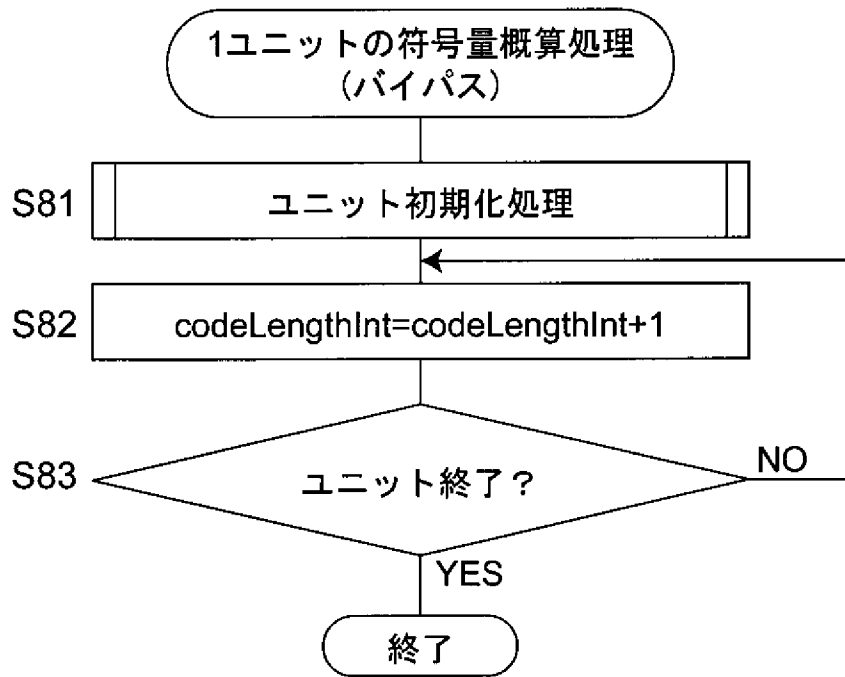 1ユニットの符号量概算処理
(バイパス)
S81
ユニット初期化処理
S82
codeLengthInt=codeLengthInt+1
S83
ユニット終了？
NO
YES
終了